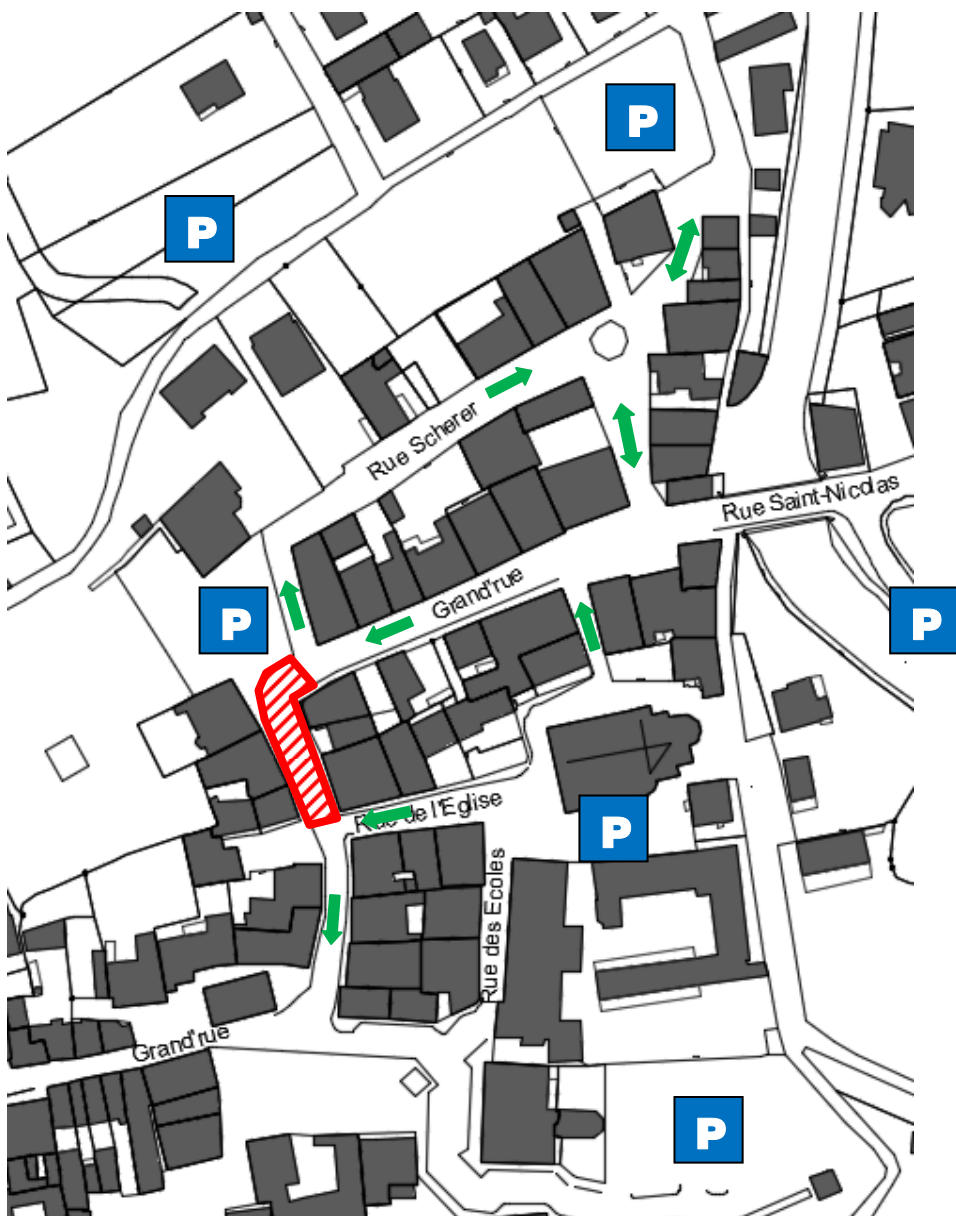 P
P
Rue Scherer
Rue Saint-Nicolas
Grand'rue
P
P
Rue de l'Eglise
P
Rue des Ecoles
Grand'rue
P